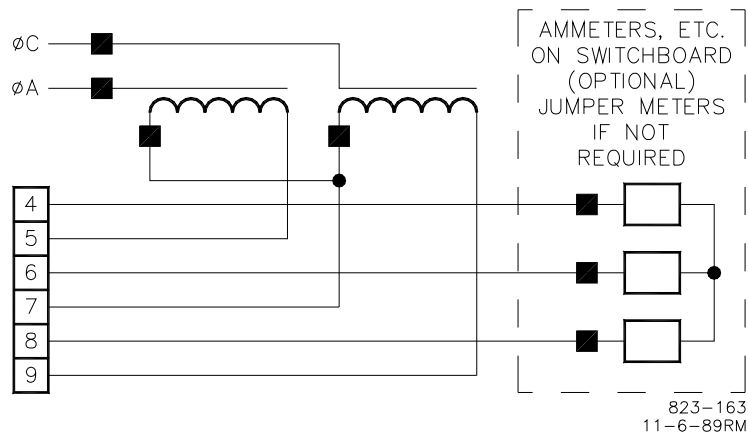 øC
øA
AMMETERS, ETC.
ON SWITCHBOARD
(OPTIONAL)
JUMPER METERS
IF NOT
REQUIRED
4
5
6
7
8
9
823-163
11-6-89RM